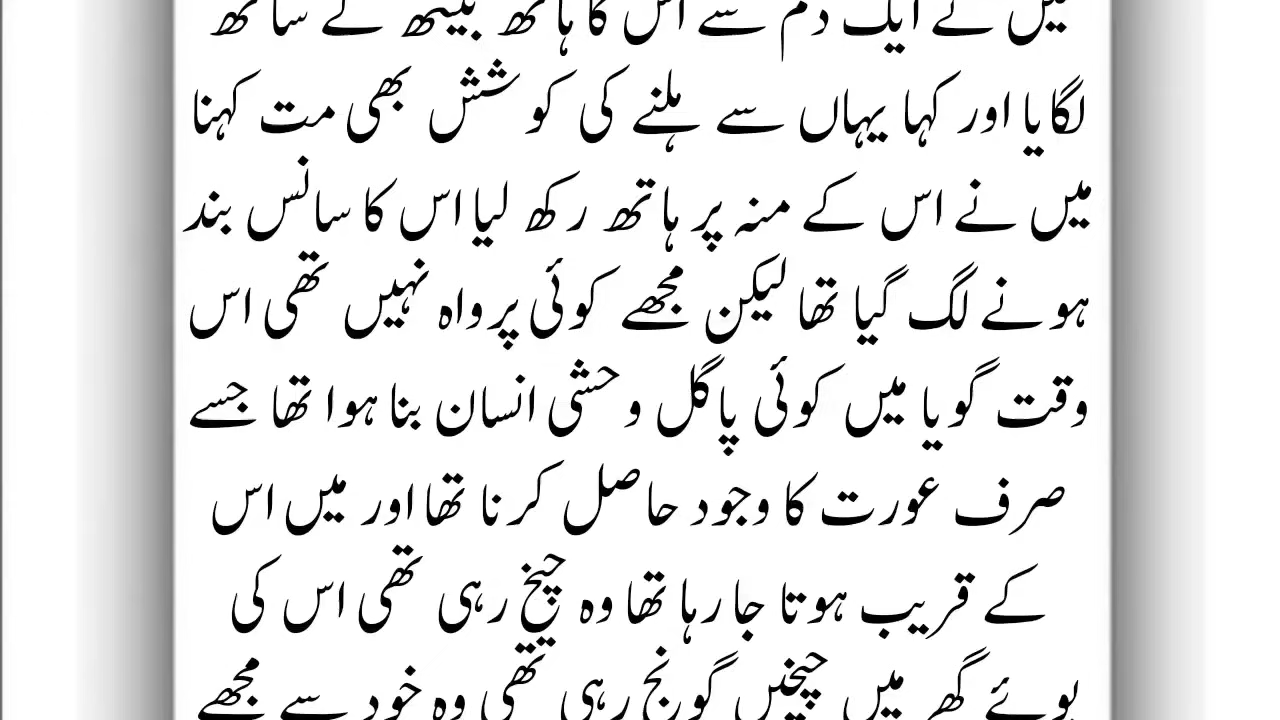 میں نے ایک دم سے اس کا ہاتھ بیٹھ کے ساتھ
لگایا اور کہا یہاں سے ہلنے کی کوشش بھی مت کہنا
میں نے اس کے منہ پر ہاتھ رکھ لیا اس کا سانس بند
ہونے لگ گیا تھا لیکن مجھے کوئی پرواہ نہیں تھی اس
وقت گویا میں کوئی پاگل وحشی انسان بنا ہوا تھا جسے
صرف عورت کا وجود حاصل کرنا تھا اور میں اس
کے قریب ہوتا جا رہا تھا وہ چیخ رہی تھی اس کی
پوئے گھر میں چیخیں گونج رہی تھی وہ خود سے مجھے